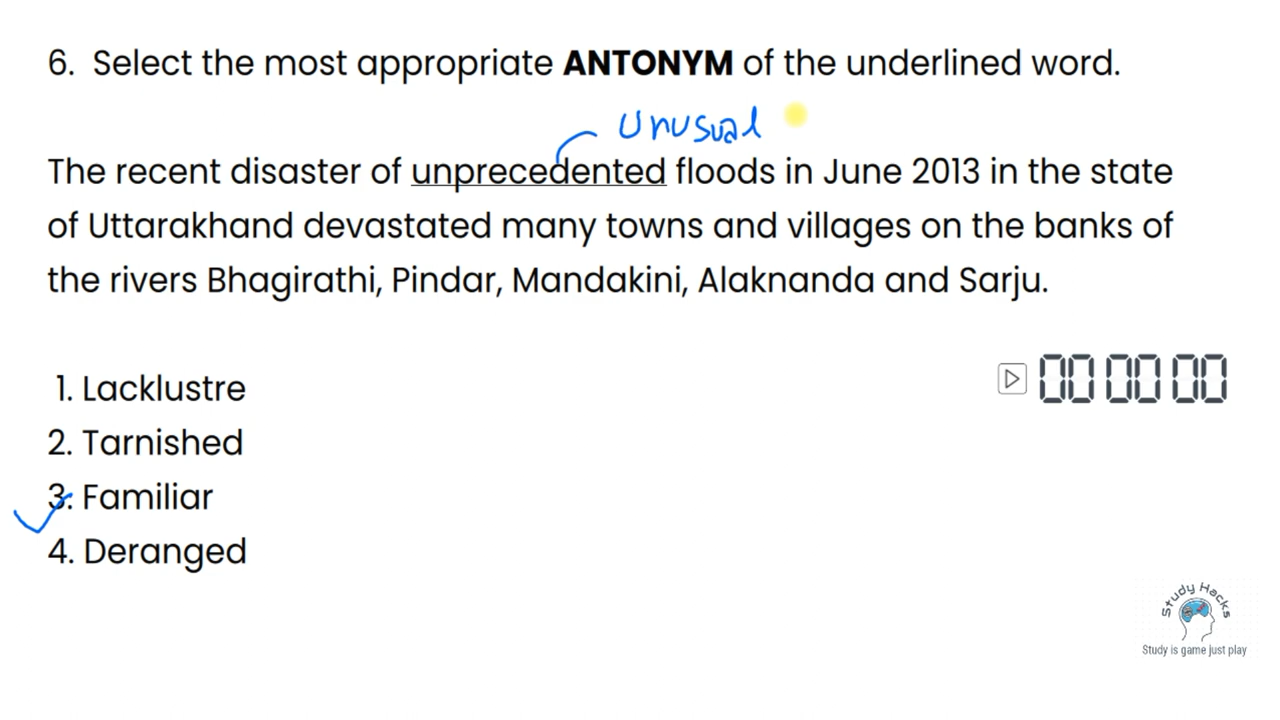 6. Select the most appropriate ANTONYM of the underlined word.
unusual
The recent disaster of unprecedented floods in June 2013 in the state
of Uttarakhand devastated many towns and villages on the banks of
the rivers Bhagirathi, Pindar, Mandakini, Alaknanda and Sarju.
1. Lacklustre
00 00 00
2. Tarnished
3. Familiar
4. Deranged
Study Hacks
Study is game just play